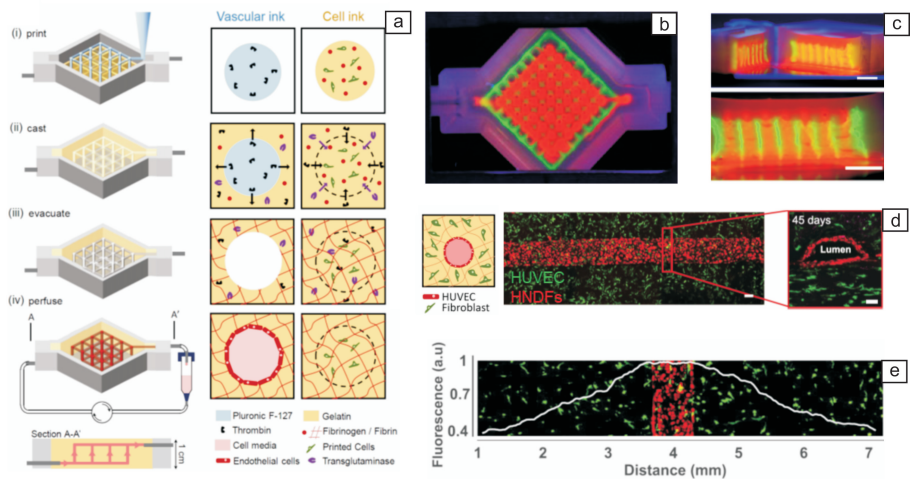 Vascular ink
Cell ink
a
(i) print
(ii) cast
(iii) evacuate
(iv) perfuse
A
A'
Section A-A'
1 cm
Pluronic F-127
Thrombin
Cell media
Endothelial cells
Gelatin
Fibrinogen / Fibrin
Printed Cells
Transglutaminase
b
c
d
HUVEC
Fibroblast
HUVEC
HNDFs
45 days
Lumen
e
Fluorescence (a.u)
1
0.7
0.4
1 2 3 4 5 6 7
Distance (mm)